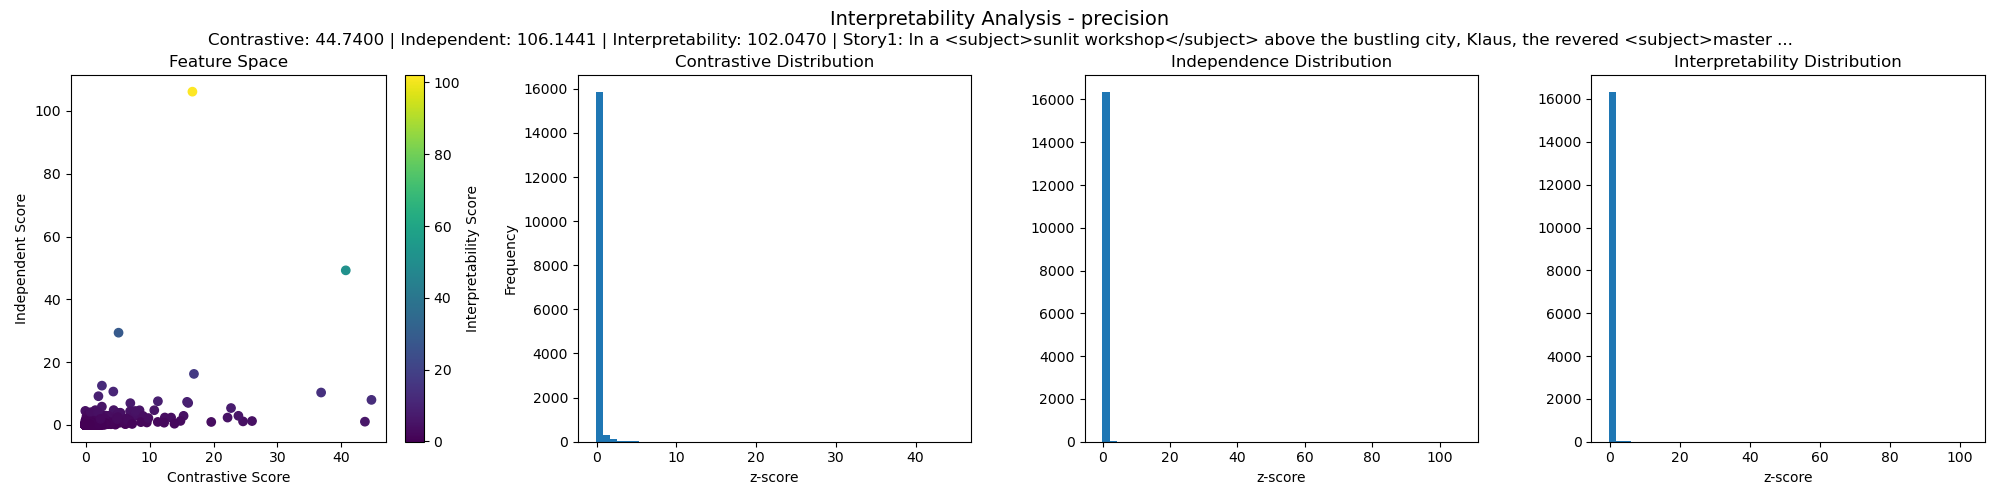 Interpretability Analysis - precision
Contrastive: 44.7400 | Independent: 106.1441 | Interpretability: 102.0470 | Story1: In a <subject>sunlit workshop</subject> above the bustling city, Klaus, the revered <subject>master ...
Feature Space
Independent Score
100
80
60
40
20
0
0 10 20 30 40
Contrastive Score
100
80
60
40
20
0
Interpretability Score
Contrastive Distribution
Frequency
16000
14000
12000
10000
8000
6000
4000
2000
0
0 10 20 30 40
z-score
Independence Distribution
16000
14000
12000
10000
8000
6000
4000
2000
0
0 20 40 60 80 100
z-score
Interpretability Distribution
16000
14000
12000
10000
8000
6000
4000
2000
0
0 20 40 60 80 100
z-score